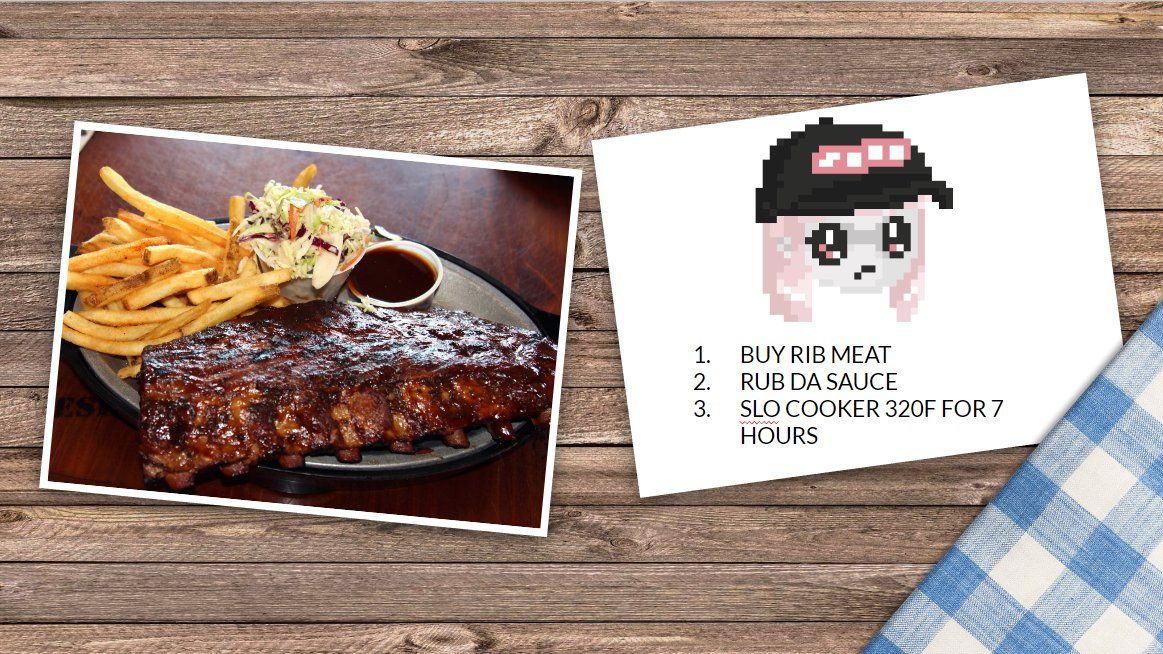 1. BUY RIB MEAT
2. RUB DA SAUCE
3. SLO COOKER 320F FOR 7
HOURS